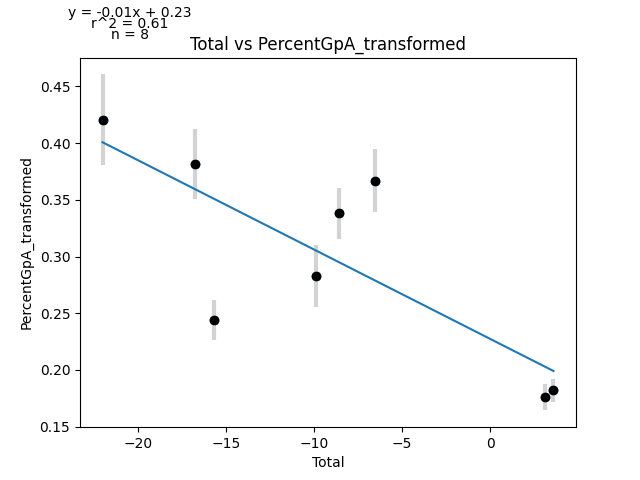 y = -0.01x + 0.23
r^2 = 0.61
n = 8
Total vs PercentGpA_transformed
PercentGpA_transformed
0.45
0.40
0.35
0.30
0.25
0.20
0.15
−20
−15
−10
−5
0
Total